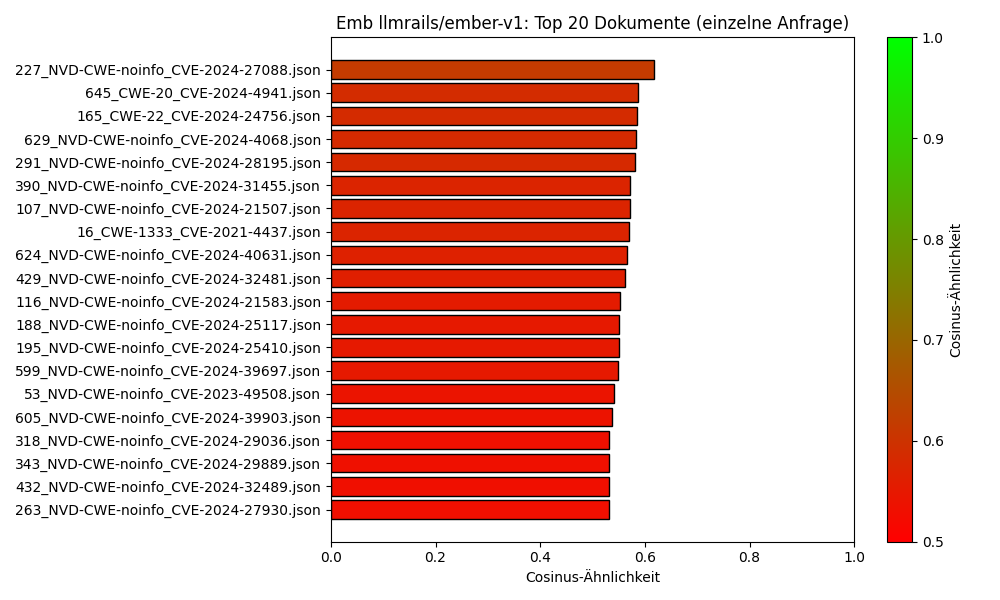 Emb llmrails/ember-v1: Top 20 Dokumente (einzelne Anfrage)
227_NVD-CWE-noinfo_CVE-2024-27088.json
645_CWE-20_CVE-2024-4941.json
165_CWE-22_CVE-2024-24756.json
629_NVD-CWE-noinfo_CVE-2024-4068.json
291_NVD-CWE-noinfo_CVE-2024-28195.json
390_NVD-CWE-noinfo_CVE-2024-31455.json
107_NVD-CWE-noinfo_CVE-2024-21507.json
16_CWE-1333_CVE-2021-4437.json
624_NVD-CWE-noinfo_CVE-2024-40631.json
429_NVD-CWE-noinfo_CVE-2024-32481.json
116_NVD-CWE-noinfo_CVE-2024-21583.json
188_NVD-CWE-noinfo_CVE-2024-25117.json
195_NVD-CWE-noinfo_CVE-2024-25410.json
599_NVD-CWE-noinfo_CVE-2024-39697.json
53_NVD-CWE-noinfo_CVE-2023-49508.json
605_NVD-CWE-noinfo_CVE-2024-39903.json
318_NVD-CWE-noinfo_CVE-2024-29036.json
343_NVD-CWE-noinfo_CVE-2024-29889.json
432_NVD-CWE-noinfo_CVE-2024-32489.json
263_NVD-CWE-noinfo_CVE-2024-27930.json
0.0 0.2 0.4 0.6 0.8 1.0
Cosinus-Ähnlichkeit
1.0
0.9
0.8
0.7
0.6
0.5
Cosinus-Ähnlichkeit